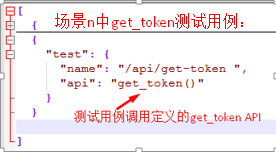 [
场景n中get_token测试用例：
{
{
"test": {
"name": "/api/get-token ",
"api": "get_token()"
}
测试用例调用定义的get_token API
}
]